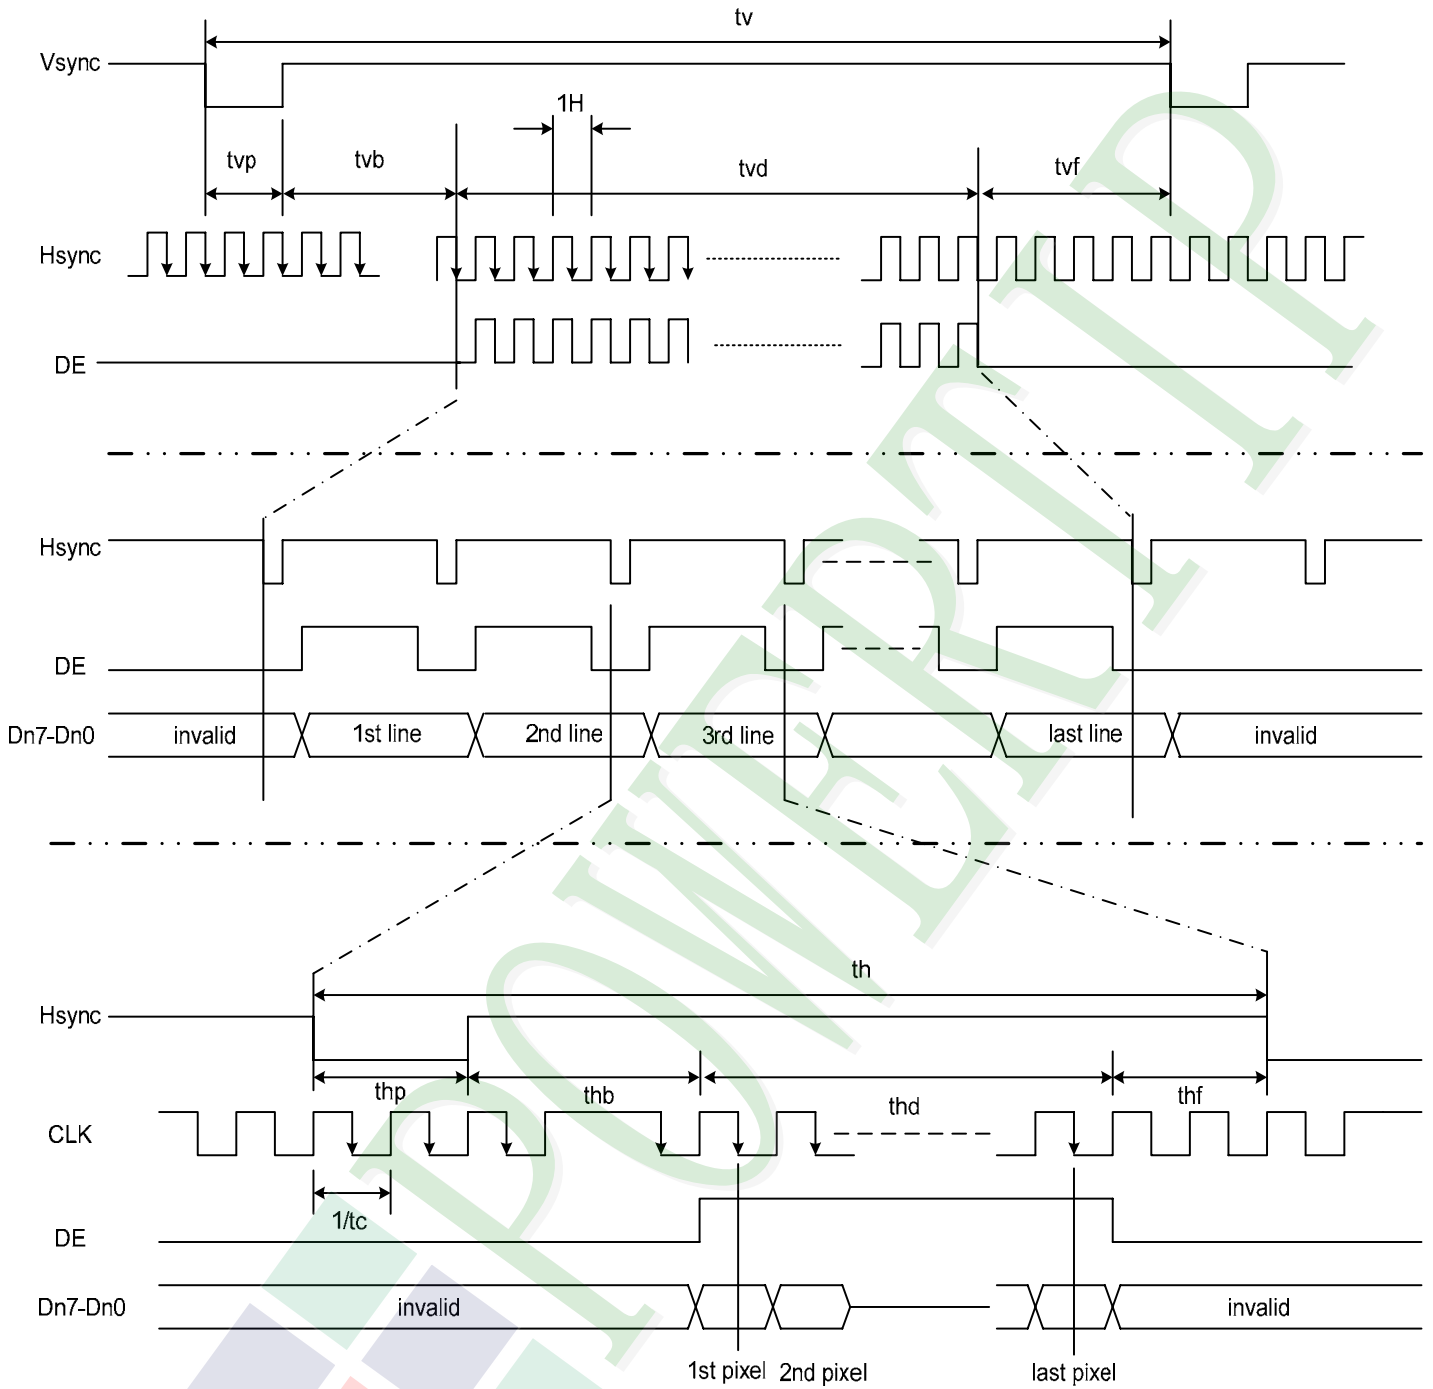 tv
Vsync
1H
tvp
tvb
tvd
tvf
Hsync
DE
Hsync
DE
Dn7-Dn0
invalid
1st line
2nd line
3rd line
last line
invalid
th
Hsync
thp
thb
thd
thf
CLK
1/tc
DE
Dn7-Dn0
invalid
invalid
1st pixel
2nd pixel
last pixel
POWERTIP